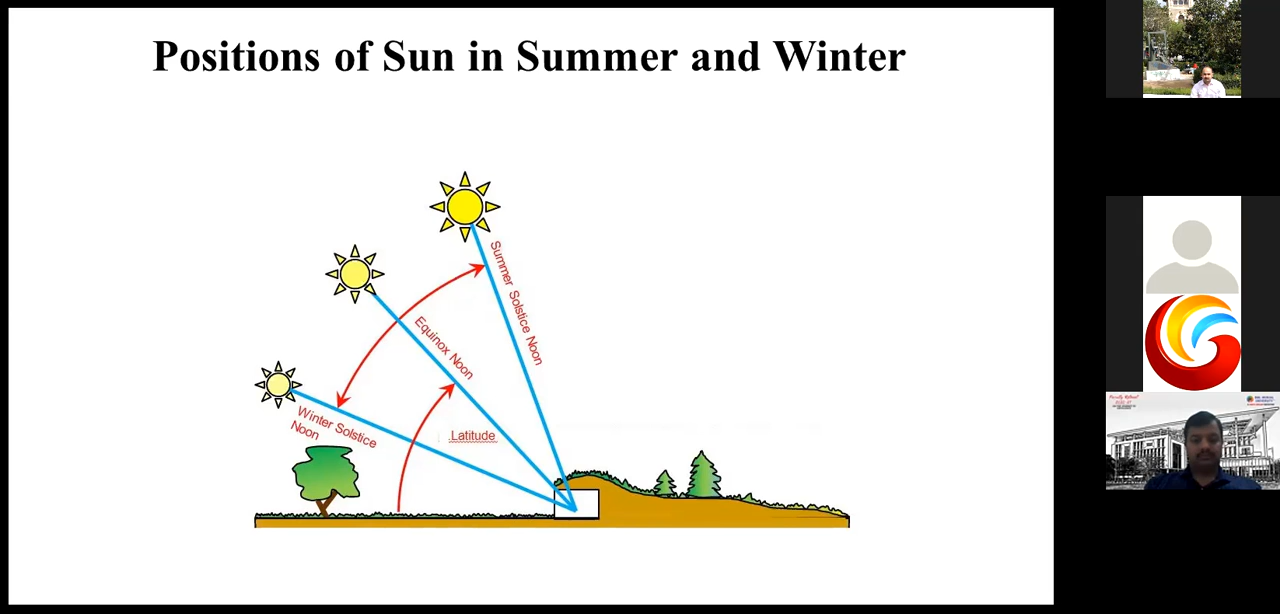 Positions of Sun in Summer and Winter
Summer Solstice Noon
Equinox Noon
Winter Solstice
Noon
.Latitude